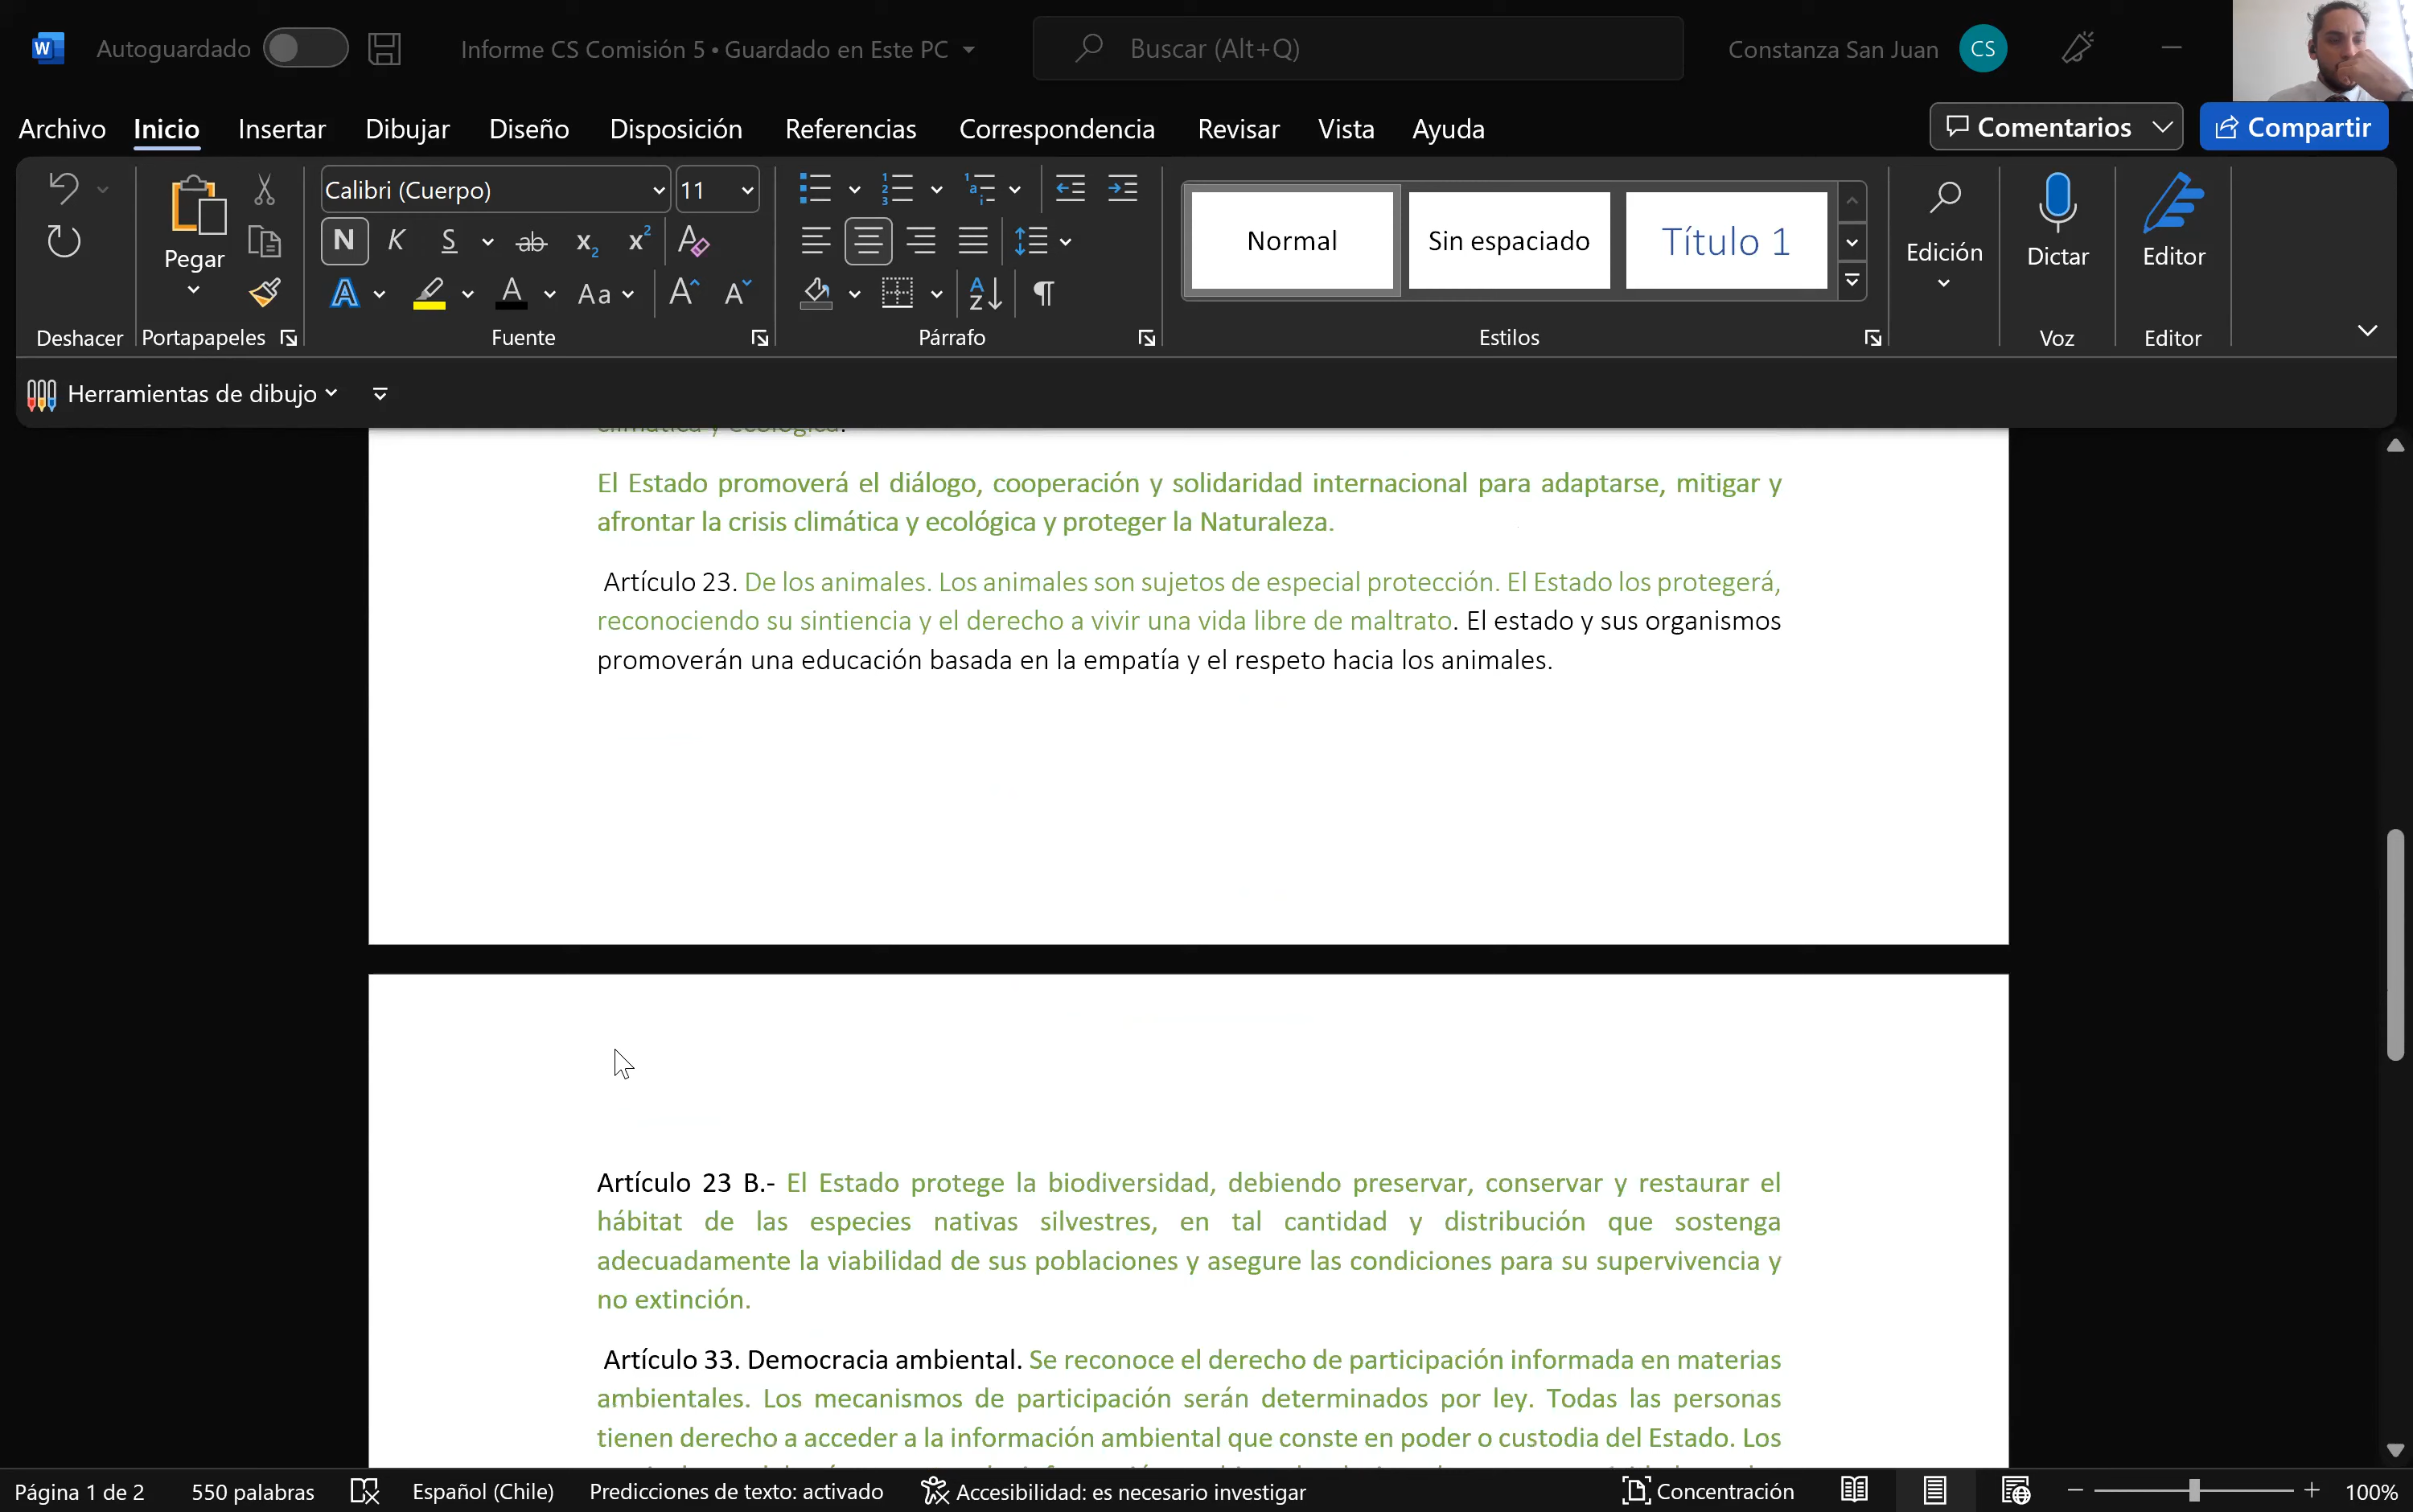 W Autoguardado Informe CS Comisión 5 • Guardado en Este PC Buscar (Alt+Q) Constanza San Juan CS
Archivo Inicio Insertar Dibujar Diseño Disposición Referencias Correspondencia Revisar Vista Ayuda Comentarios Compartir
Pegar
Calibri (Cuerpo) 11
N K S ab x₂ x² A
A A Aa A A
Normal Sin espaciado Título 1
Edición Dictar Editor
Deshacer Portapapeles Fuente Párrafo Estilos Voz Editor
Herramientas de dibujo
climática y ecológica.
El Estado promoverá el diálogo, cooperación y solidaridad internacional para adaptarse, mitigar y
afrontar la crisis climática y ecológica y proteger la Naturaleza.
Artículo 23. De los animales. Los animales son sujetos de especial protección. El Estado los protegerá,
reconociendo su sintiencia y el derecho a vivir una vida libre de maltrato. El estado y sus organismos
promoverán una educación basada en la empatía y el respeto hacia los animales.
Artículo 23 B.- El Estado protege la biodiversidad, debiendo preservar, conservar y restaurar el
hábitat de las especies nativas silvestres, en tal cantidad y distribución que sostenga
adecuadamente la viabilidad de sus poblaciones y asegure las condiciones para su supervivencia y
no extinción.
Artículo 33. Democracia ambiental. Se reconoce el derecho de participación informada en materias
ambientales. Los mecanismos de participación serán determinados por ley. Todas las personas
tienen derecho a acceder a la información ambiental que conste en poder o custodia del Estado. Los
Página 1 de 2 550 palabras Español (Chile) Predicciones de texto: activado Accesibilidad: es necesario investigar Concentración 100%